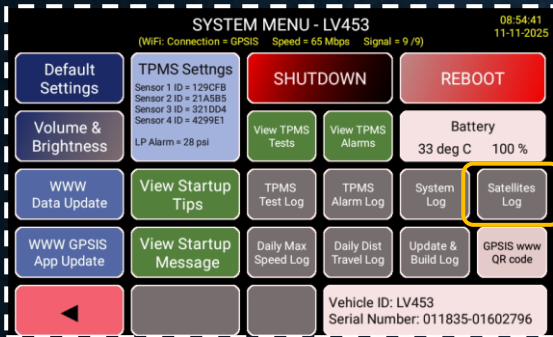 SYSTEM MENU - LV453
08:54:41
11-11-2025
(WiFi: Connection = GPSIS Speed = 65 Mbps Signal = 9 /9)
Default
Settings
TPMS Settngs
Sensor 1 ID = 129CFB
Sensor 2 ID = 21A5B5
Sensor 3 ID = 321DD4
Sensor 4 ID = 4299E1
LP Alarm = 28 psi
SHUTDOWN
REBOOT
Volume &
Brightness
View TPMS
Tests
View TPMS
Alarms
Battery
33 deg C 100 %
WWW
Data Update
View Startup
Tips
TPMS
Test Log
TPMS
Alarm Log
System
Log
Satellites
Log
WWW GPSIS
App Update
View Startup
Message
Daily Max
Speed Log
Daily Dist
Travel Log
Update &
Build Log
GPSIS www
QR code
Vehicle ID: LV453
Serial Number: 011835-01602796